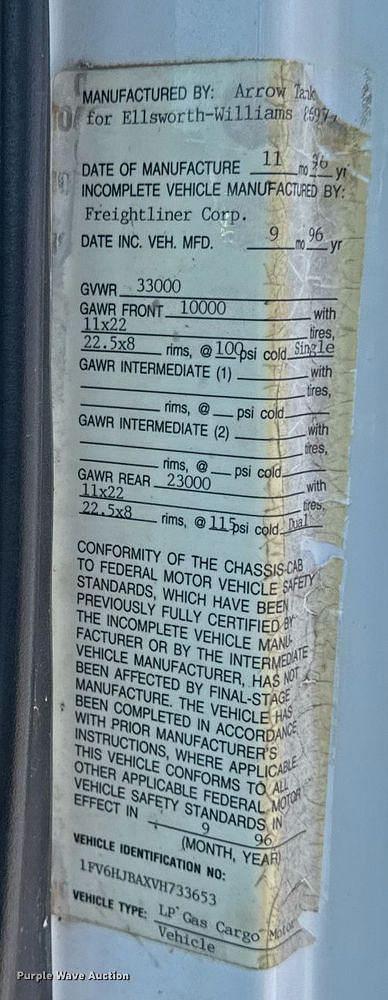 MANUFACTURED BY: Arrow Tank
for Ellsworth-Williams
DATE OF MANUFACTURE 11 mo 96 yr
INCOMPLETE VEHICLE MANUFACTURED BY:
Freightliner Corp.
DATE INC. VEH. MFD. 9 mo 96 yr
GVWR 33000
GAWR FRONT 10000 with
11x22 tires,
22.5x8 rims, @ 100 psi cold Single
GAWR INTERMEDIATE (1) with
tires,
rims, @ psi cold
GAWR INTERMEDIATE (2) with
tires,
rims, @ psi cold
GAWR REAR 23000 with
11x22 tires,
22.5x8 rims, @ 115 psi cold Dual
CONFORMITY OF THE CHASSIS-CAB
TO FEDERAL MOTOR VEHICLE SAFETY
STANDARDS, WHICH HAVE BEEN
PREVIOUSLY FULLY CERTIFIED BY
THE INCOMPLETE VEHICLE MANU-
FACTURER OR BY THE INTERMEDIATE
VEHICLE MANUFACTURER, HAS NOT
BEEN AFFECTED BY FINAL-STAGE
MANUFACTURE. THE VEHICLE HAS
BEEN COMPLETED IN ACCORDANCE
WITH PRIOR MANUFACTURER'S
INSTRUCTIONS, WHERE APPLICABLE.
THIS VEHICLE CONFORMS TO ALL
OTHER APPLICABLE FEDERAL MOTOR
VEHICLE SAFETY STANDARDS IN
EFFECT IN 9 96
(MONTH, YEAR)
VEHICLE IDENTIFICATION NO:
1FV6HJBAXVH733653
VEHICLE TYPE: LP Gas Cargo Motor
Vehicle
Purple Wave Auction